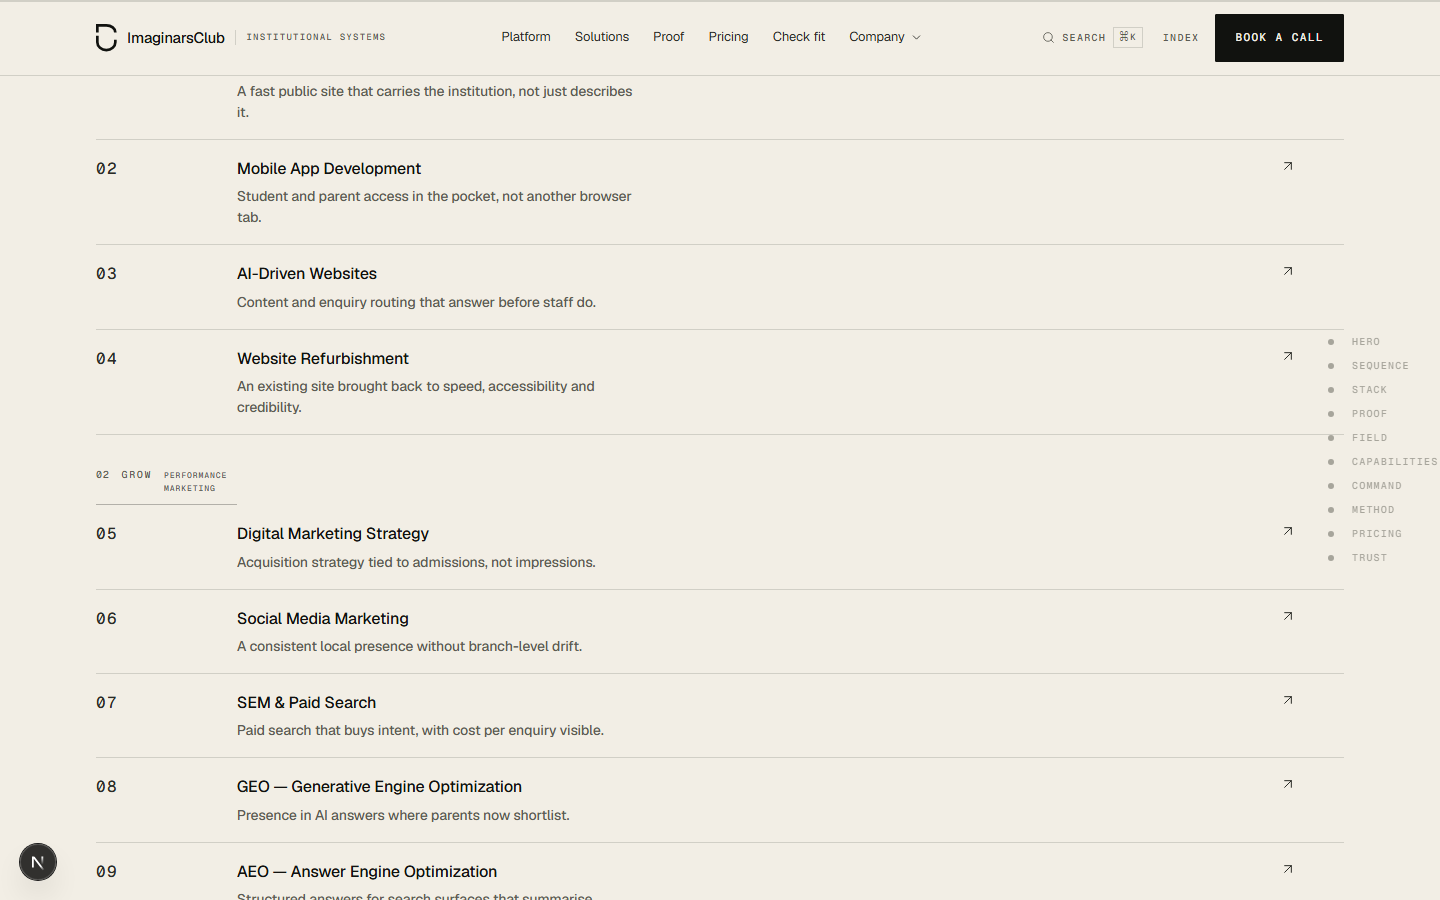 ImaginarsClub
INSTITUTIONAL SYSTEMS
Platform
Solutions
Proof
Pricing
Check fit
Company
SEARCH
⌘K
INDEX
BOOK A CALL
A fast public site that carries the institution, not just describes
it.
02
Mobile App Development
Student and parent access in the pocket, not another browser
tab.
03
AI-Driven Websites
Content and enquiry routing that answer before staff do.
04
Website Refurbishment
An existing site brought back to speed, accessibility and
credibility.
02 GROW
PERFORMANCE
MARKETING
05
Digital Marketing Strategy
Acquisition strategy tied to admissions, not impressions.
06
Social Media Marketing
A consistent local presence without branch-level drift.
07
SEM & Paid Search
Paid search that buys intent, with cost per enquiry visible.
08
GEO — Generative Engine Optimization
Presence in AI answers where parents now shortlist.
09
AEO — Answer Engine Optimization
Structured answers for search surfaces that summarise.
HERO
SEQUENCE
STACK
PROOF
FIELD
CAPABILITIES
COMMAND
METHOD
PRICING
TRUST
N